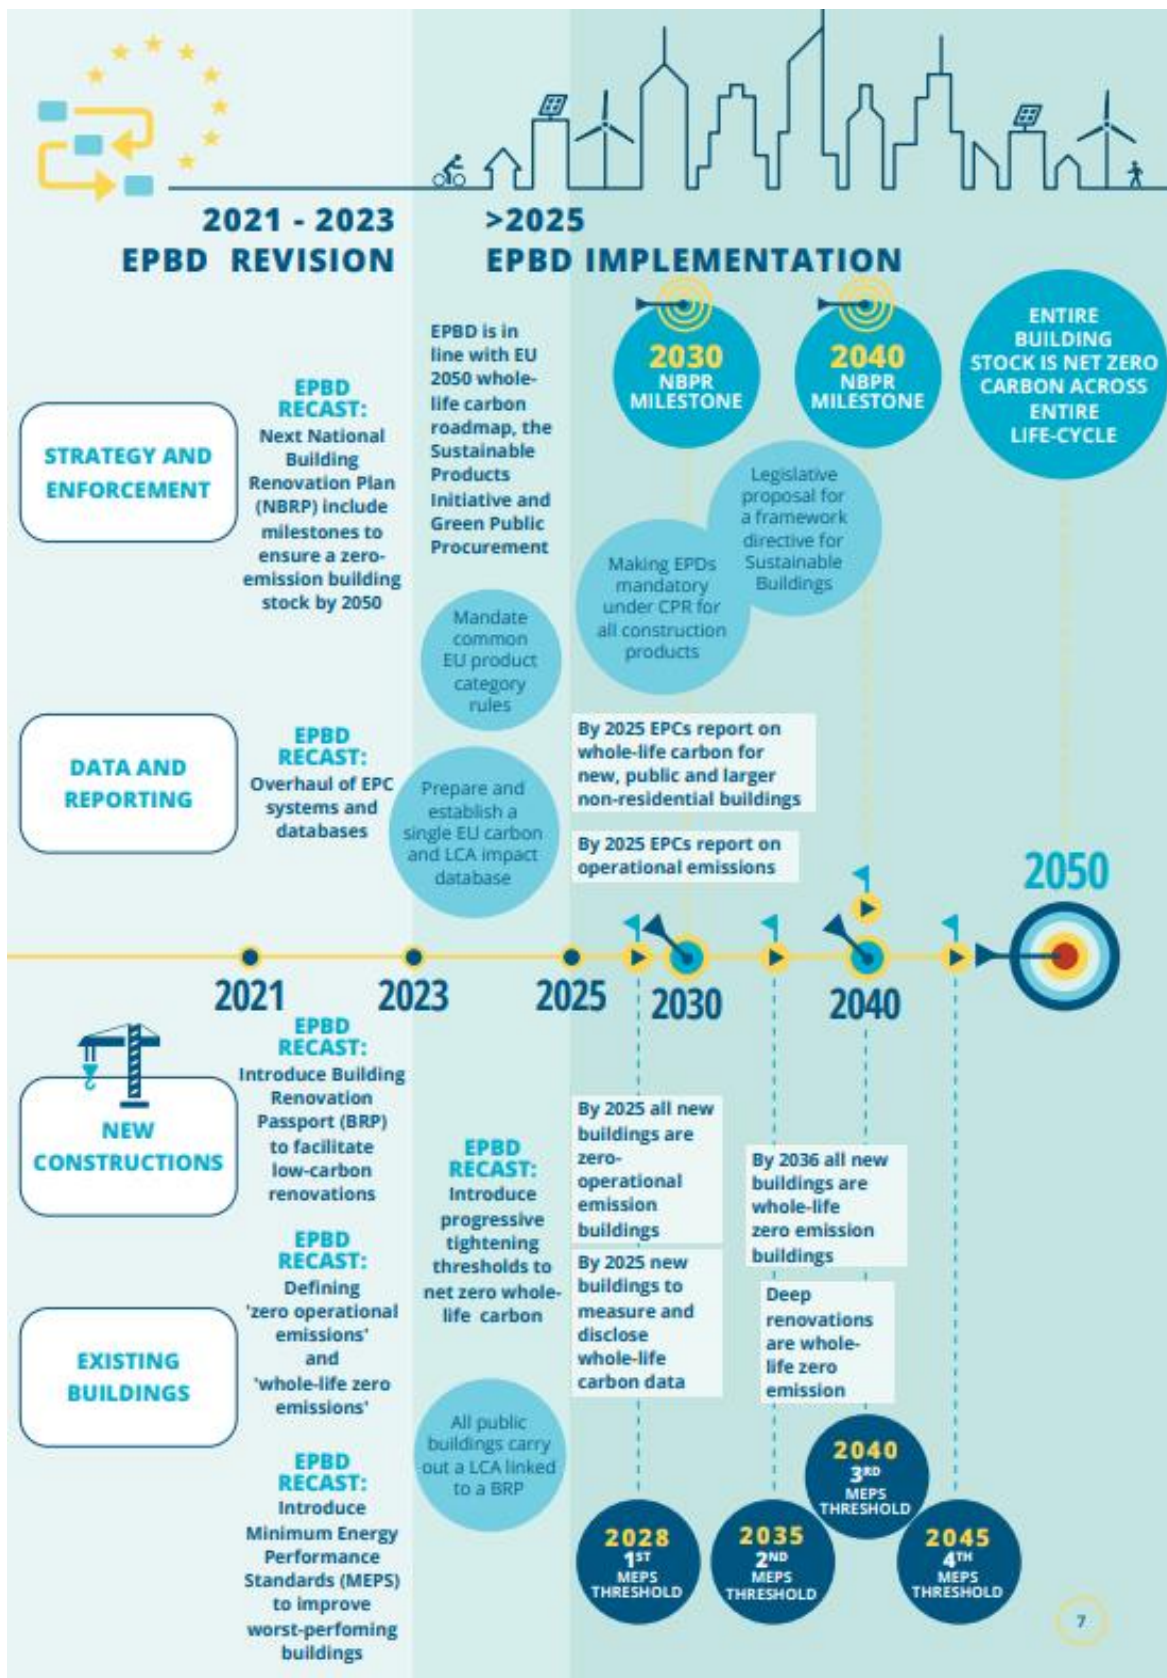 2021 - 2023
EPBD REVISION
>2025
EPBD IMPLEMENTATION
STRATEGY AND
ENFORCEMENT
EPBD
RECAST:
Next National
Building
Renovation Plan
(NBRP) include
milestones to
ensure a zero-
emission building
stock by 2050
EPBD is in
line with EU
2050 whole-
life carbon
roadmap, the
Sustainable
Products
Initiative and
Green Public
Procurement
2030
NBPR
MILESTONE
2040
NBPR
MILESTONE
ENTIRE
BUILDING
STOCK IS NET ZERO
CARBON ACROSS
ENTIRE
LIFE-CYCLE
Legislative
proposal for
a framework
directive for
Sustainable
Buildings
Making EPDs
mandatory
under CPR for
all construction
products
Mandate
common
EU product
category
rules
DATA AND
REPORTING
EPBD
RECAST:
Overhaul of EPC
systems and
databases
Prepare and
establish a
single EU carbon
and LCA impact
database
By 2025 EPCs report on
whole-life carbon for
new, public and larger
non-residential buildings
By 2025 EPCs report on
operational emissions
2050
2021
2023
2025
2030
2040
NEW
CONSTRUCTIONS
EPBD
RECAST:
Introduce Building
Renovation
Passport (BRP)
to facilitate
low-carbon
renovations
EPBD
RECAST:
Introduce
progressive
tightening
thresholds to
net zero whole-
life carbon
By 2025 all new
buildings are
zero-
operational
emission
buildings
By 2025 new
buildings to
measure and
disclose
whole-life
carbon data
By 2036 all new
buildings are
whole-life
zero emission
buildings
Deep
renovations
are whole-
life zero
emission
EXISTING
BUILDINGS
EPBD
RECAST:
Defining
'zero operational
emissions'
and
'whole-life zero
emissions'
All public
buildings carry
out a LCA linked
to a BRP
EPBD
RECAST:
Introduce
Minimum Energy
Performance
Standards (MEPS)
to improve
worst-perfoming
buildings
2028
1ST
MEPS
THRESHOLD
2035
2ND
MEPS
THRESHOLD
2040
3RD
MEPS
THRESHOLD
2045
4TH
MEPS
THRESHOLD
7